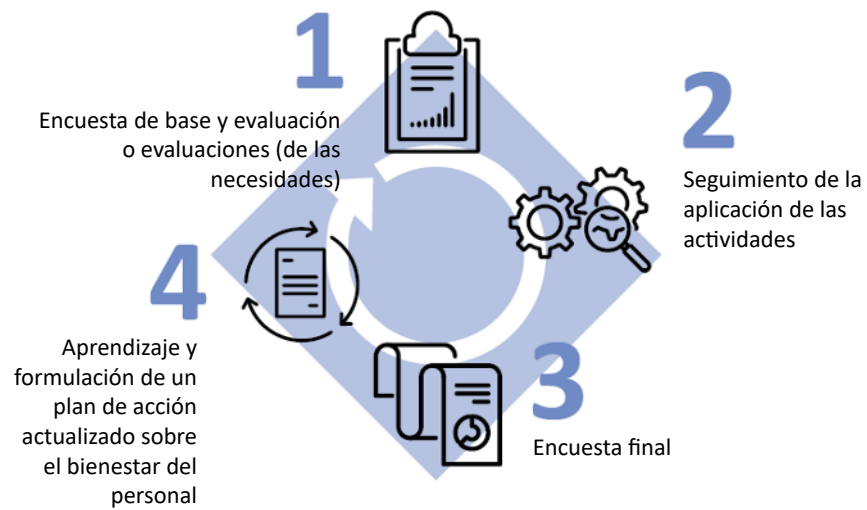 1
Encuesta de base y evaluación
o evaluaciones (de las
necesidades)
2
Seguimiento de la
aplicación de las
actividades
3
Encuesta final
4
Aprendizaje y
formulación de un
plan de acción
actualizado sobre
el bienestar del
personal